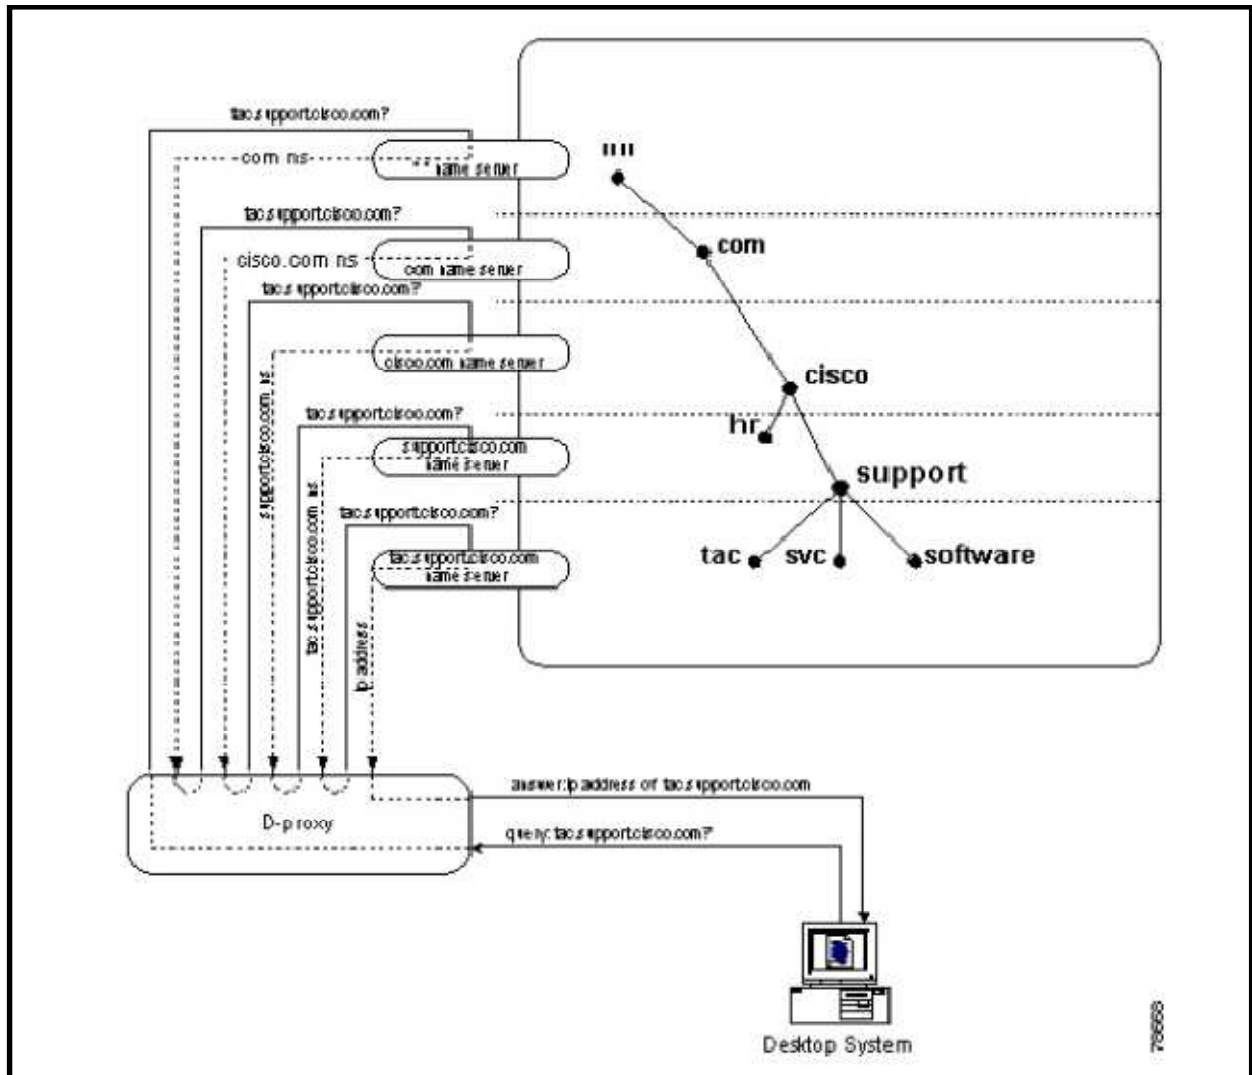 tac.support.cisco.com?
com ns
" " name server
""
tac.support.cisco.com?
com
cisco.com ns
com name server
tac.support.cisco.com?
cisco.com name server
cisco
support.cisco.com ns
tac.support.cisco.com?
hr
support.cisco.com
name server
support
tac.support.cisco.com ns
tac.support.cisco.com?
tac.support.cisco.com
name server
tac
svc
software
ip address
answer:ip address of tac.support.cisco.com
D-proxy
query: tac.support.cisco.com?
Desktop System
78668